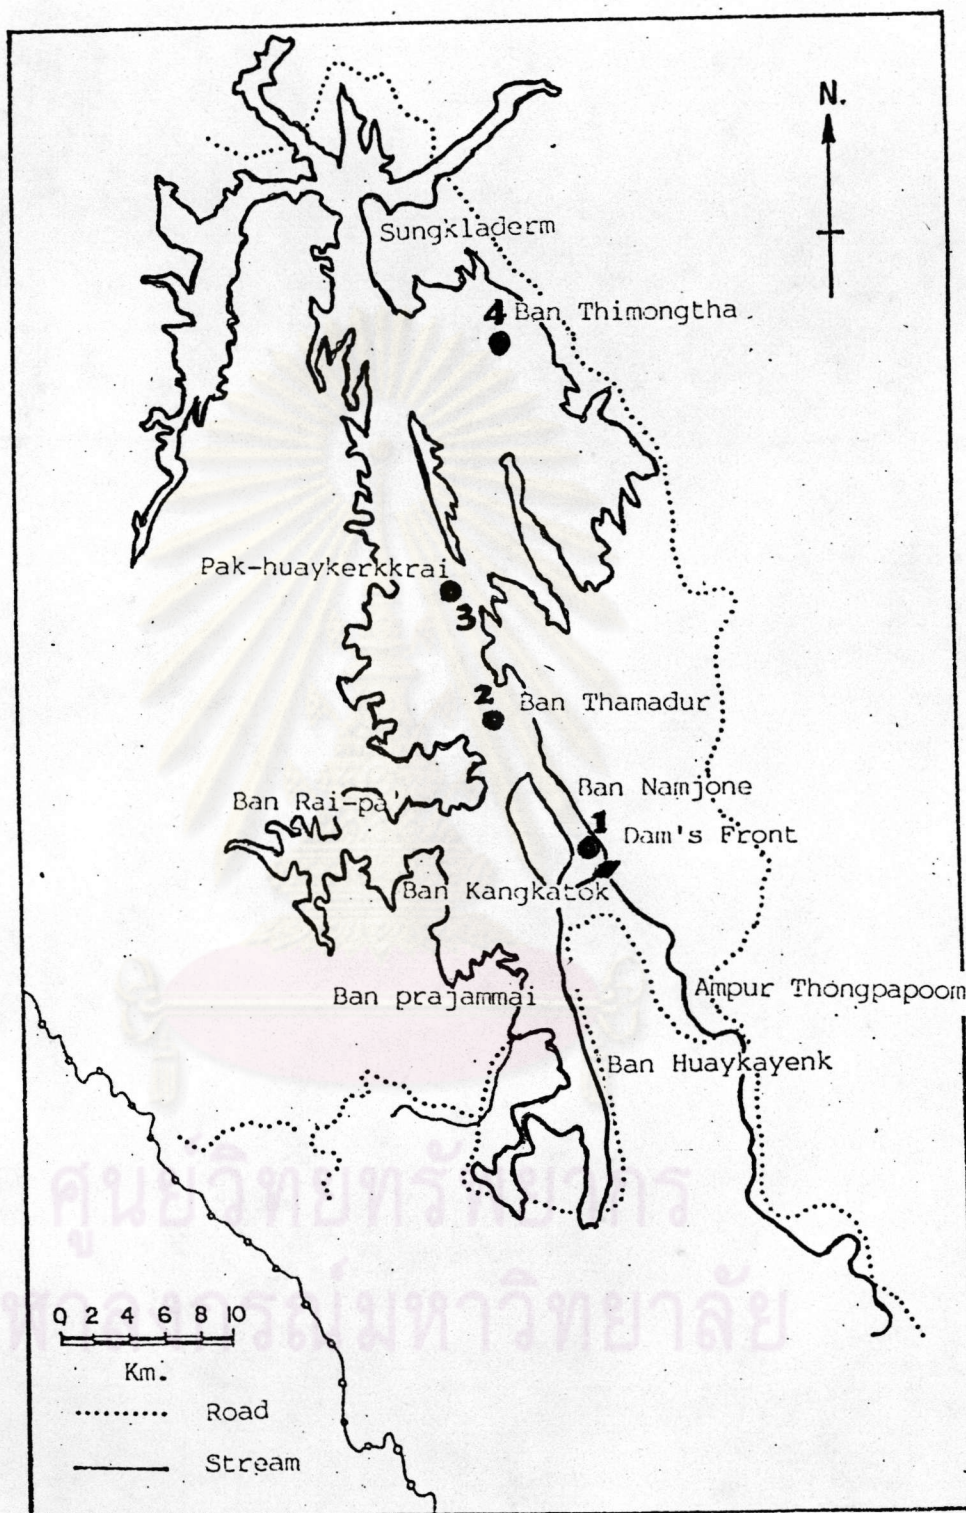 N.
Sungkladerm
4 Ban Thimongtha
Pak-huaykerkkrai
3
2
Ban Thamadur
Ban Namjone
1
Dam's Front
Ban Rai-pa
Ban Kangkatok
Ban prajammai
Ampur Thongpapoom
Ban Huaykayenk
ศูนย์วิทยทรัพยากร
จุฬาลงกรณ์มหาวิทยาลัย
0 2 4 6 8 10
Km.
Road
Stream